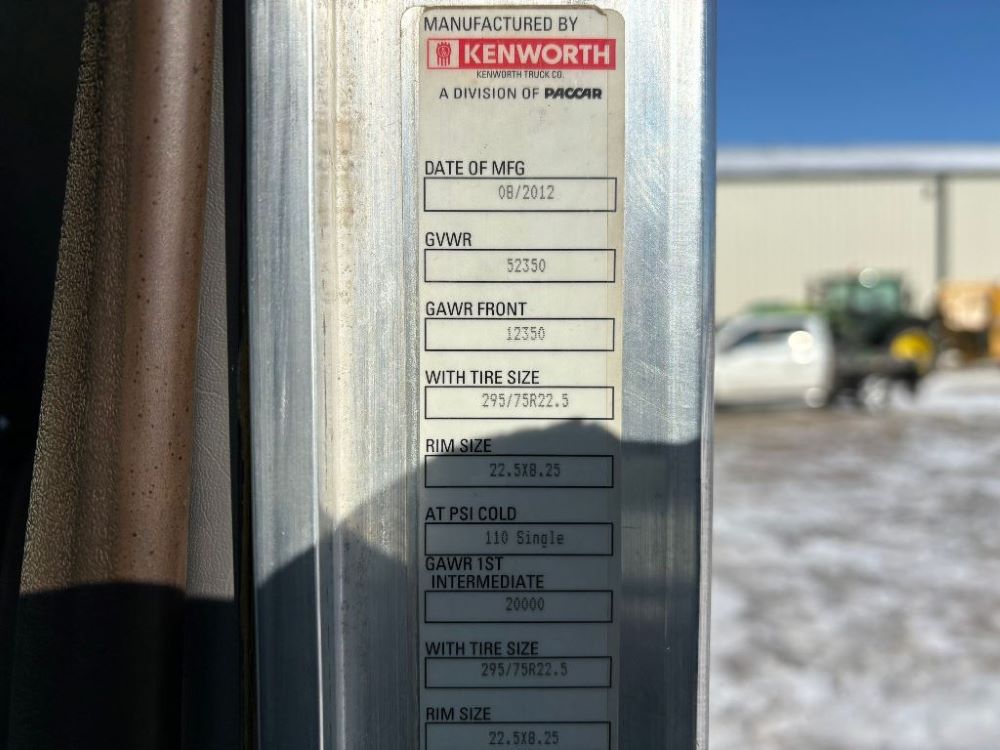 MANUFACTURED BY
KENWORTH
KENWORTH TRUCK CO.
A DIVISION OF PACCAR
DATE OF MFG
08/2012
GVWR
52350
GAWR FRONT
12350
WITH TIRE SIZE
295/75R22.5
RIM SIZE
22.5X8.25
AT PSI COLD
110 Single
GAWR 1ST
INTERMEDIATE
20000
WITH TIRE SIZE
295/75R22.5
RIM SIZE
22.5X8.25